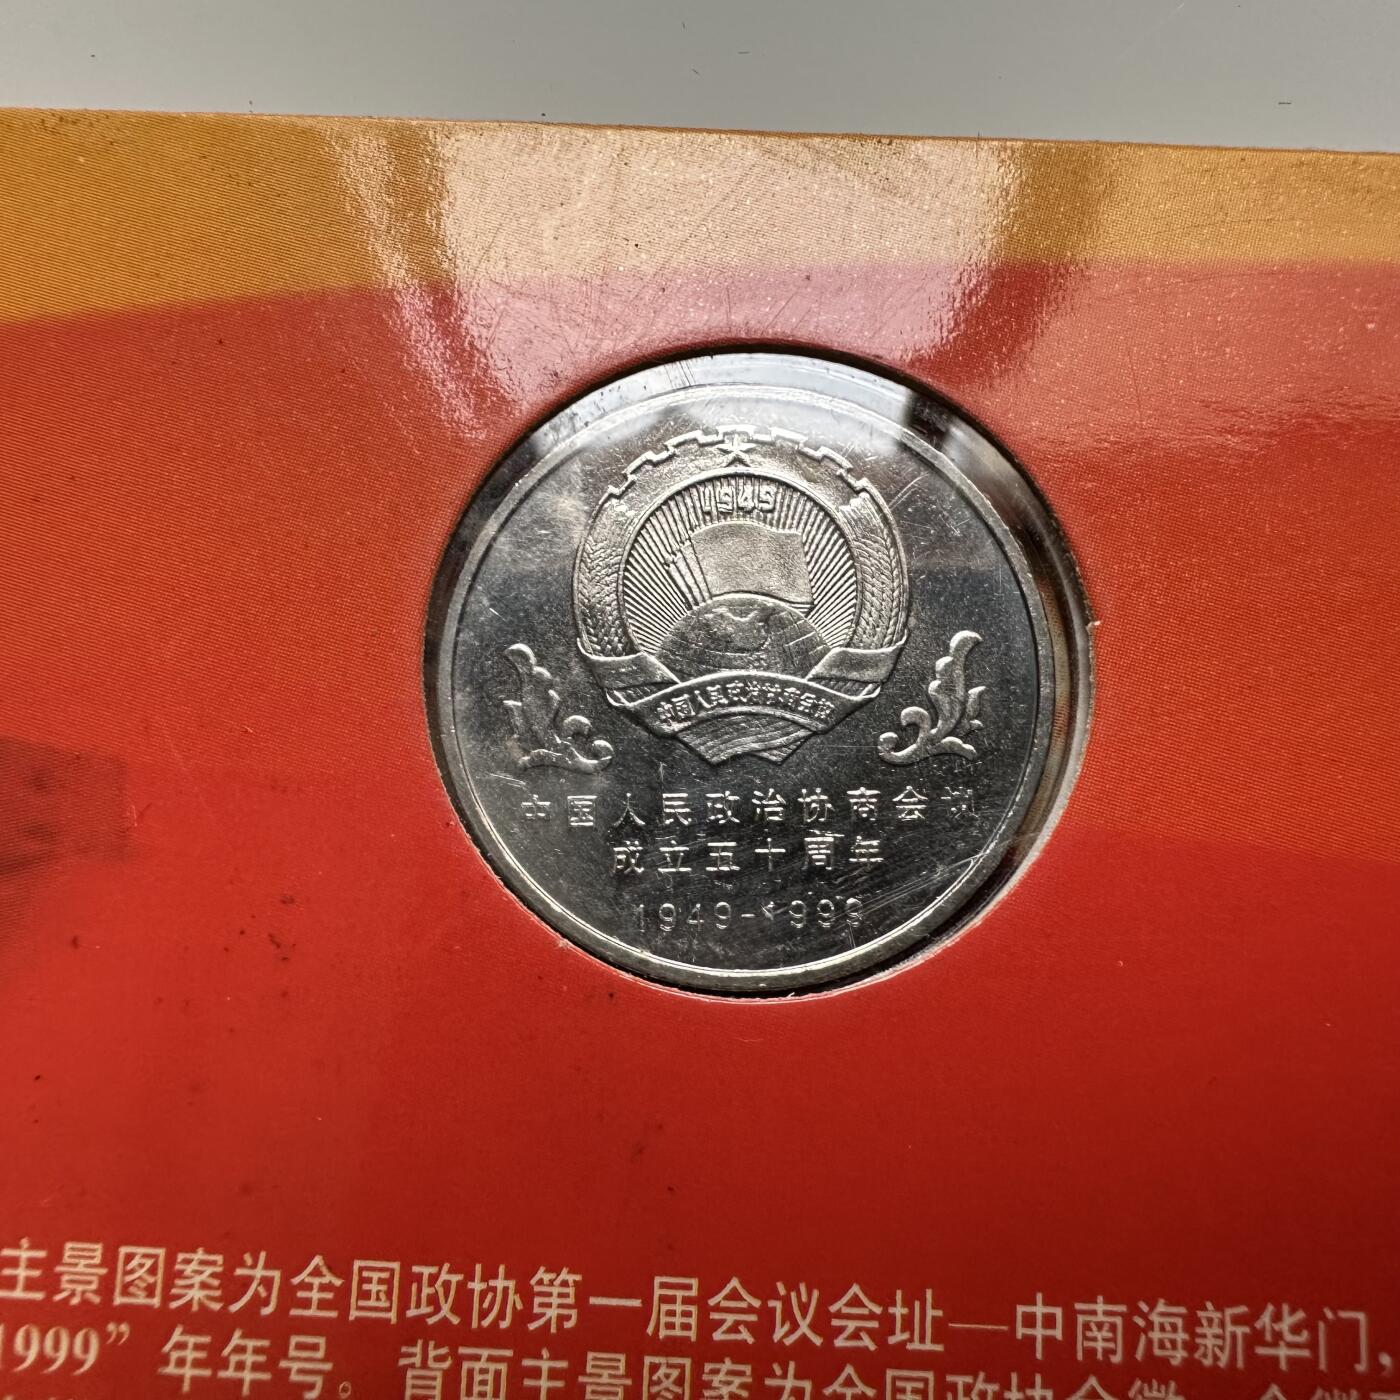 1949
中国人民政治协商会议
中国人民政治协商会议
成立五十周年
1949-1999
主景图案为全国政协第一届会议会址—中南海新华门，
1999”年年号。背面主景图案为全国政协会徽